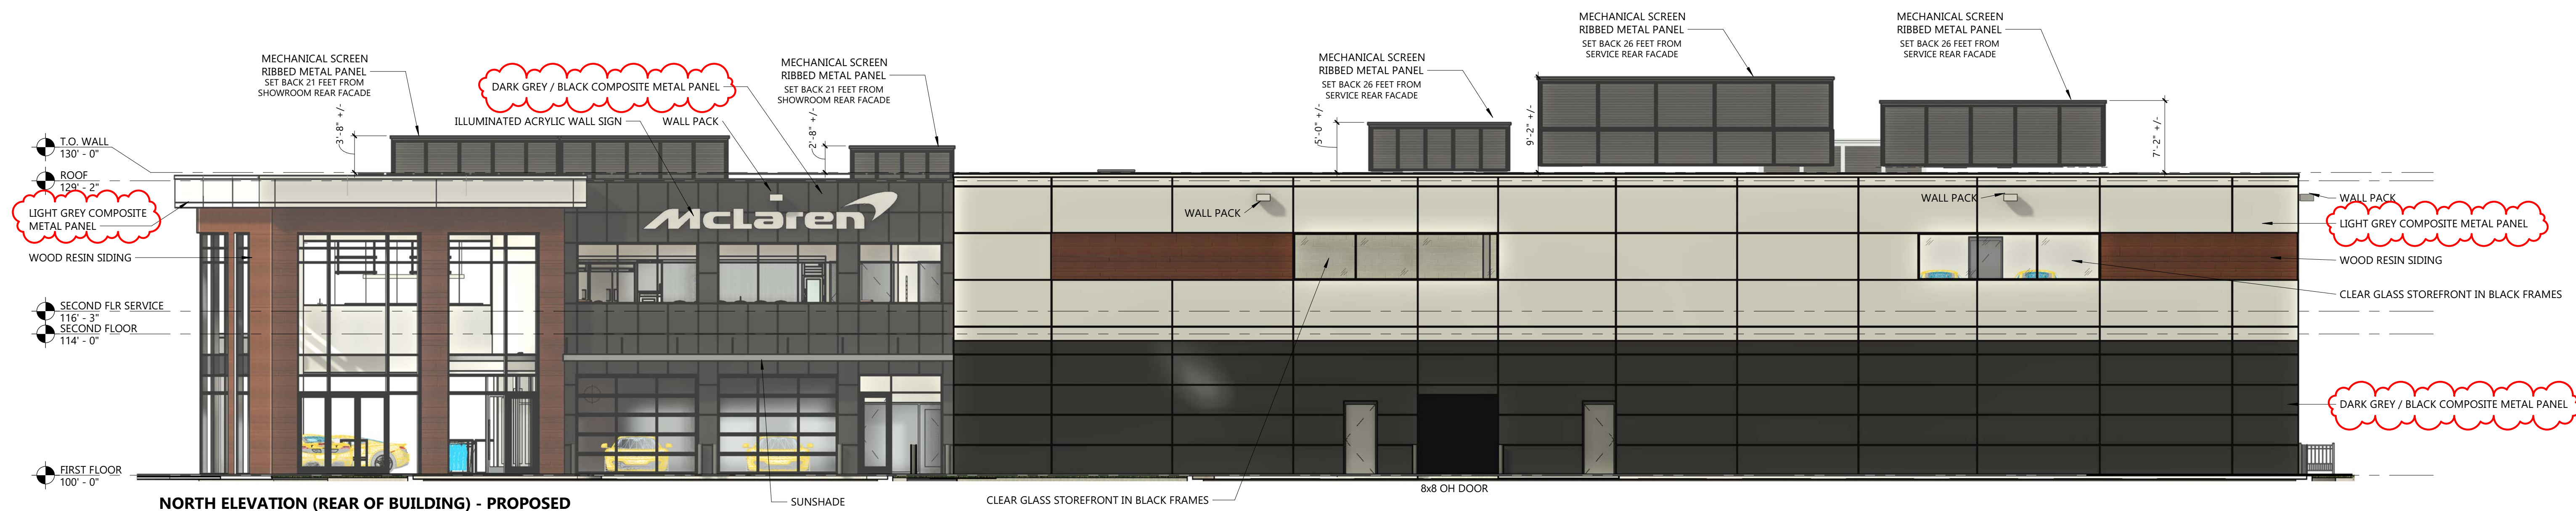 MECHANICAL SCREEN
RIBBED METAL PANEL
SET BACK 21 FEET FROM
SHOWROOM REAR FACADE
DARK GREY / BLACK COMPOSITE METAL PANEL
ILLUMINATED ACRYLIC WALL SIGN
WALL PACK
MECHANICAL SCREEN
RIBBED METAL PANEL
SET BACK 21 FEET FROM
SHOWROOM REAR FACADE
MECHANICAL SCREEN
RIBBED METAL PANEL
SET BACK 26 FEET FROM
SERVICE REAR FACADE
MECHANICAL SCREEN
RIBBED METAL PANEL
SET BACK 26 FEET FROM
SERVICE REAR FACADE
MECHANICAL SCREEN
RIBBED METAL PANEL
SET BACK 26 FEET FROM
SERVICE REAR FACADE
3'-8" +/-
2'-8" +/-
5'-0" +/-
9'-2" +/-
7'-2" +/-
T.O. WALL
130' - 0"
ROOF
129' - 2"
LIGHT GREY COMPOSITE
METAL PANEL
WOOD RESIN SIDING
SECOND FLR SERVICE
116' - 3"
SECOND FLOOR
114' - 0"
FIRST FLOOR
100' - 0"
McLaren
WALL PACK
WALL PACK
WALL PACK
LIGHT GREY COMPOSITE METAL PANEL
WOOD RESIN SIDING
CLEAR GLASS STOREFRONT IN BLACK FRAMES
DARK GREY / BLACK COMPOSITE METAL PANEL
8x8 OH DOOR
CLEAR GLASS STOREFRONT IN BLACK FRAMES
SUNSHADE
NORTH ELEVATION (REAR OF BUILDING) - PROPOSED